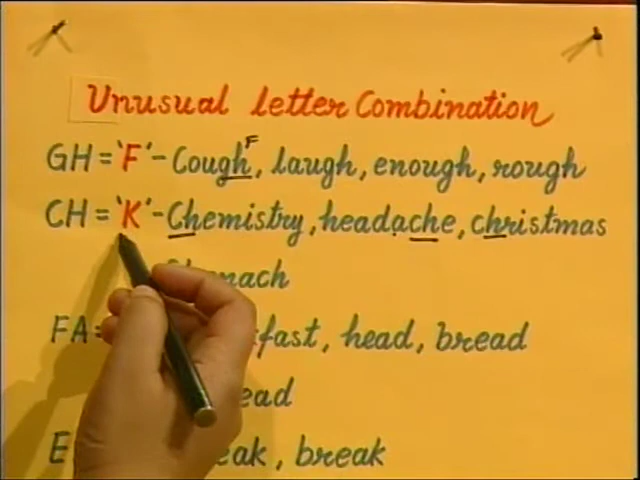 Unusual letter Combination
GH = 'F' - Cough, laugh, enough, rough
F
CH = 'K' - Chemistry, headache, christmas
Stomach
FA = fast, head, bread
ead
E eak, break